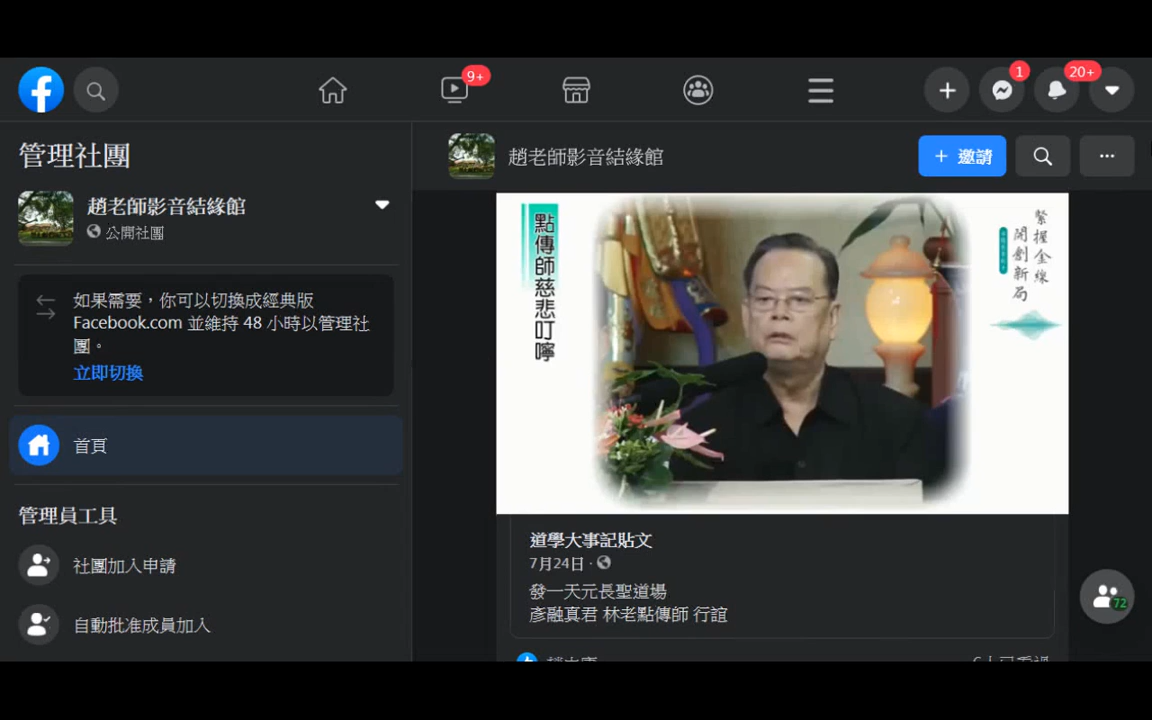 9+
1
20+
管理社團
趙老師影音結緣館
公開社團
如果需要，你可以切換成經典版
Facebook.com 並維持 48 小時以管理社
團。
立即切換
首頁
管理員工具
社團加入申請
自動批准成員加入
趙老師影音結緣館
+ 邀請
點傳師慈悲叮嚀
緊握金線
開創新局
道學大事記貼文
7月24日
發一天元長聖道場
彥融真君 林老點傳師 行誼
72